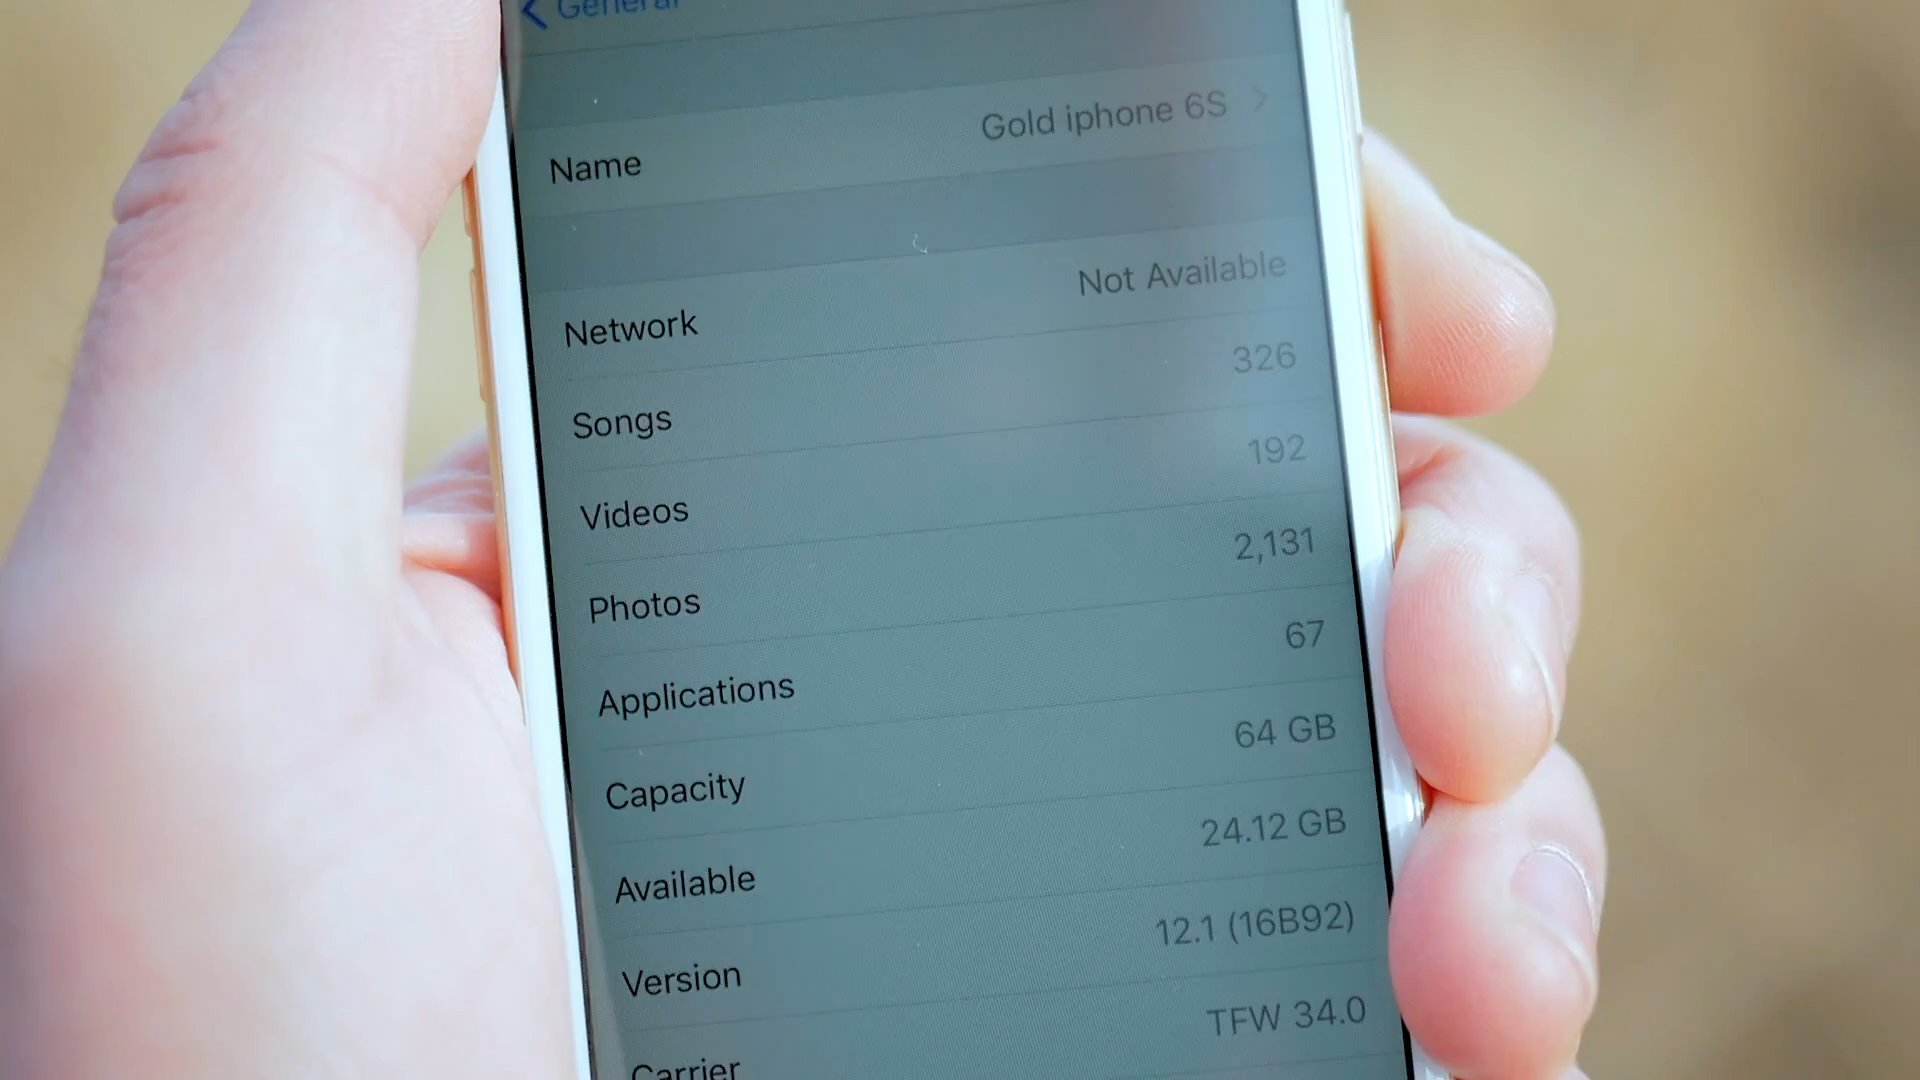 General
Name Gold iphone 6S
Network Not Available
Songs 326
Videos 192
Photos 2,131
Applications 67
Capacity 64 GB
Available 24.12 GB
Version 12.1 (16B92)
Carrier TFW 34.0